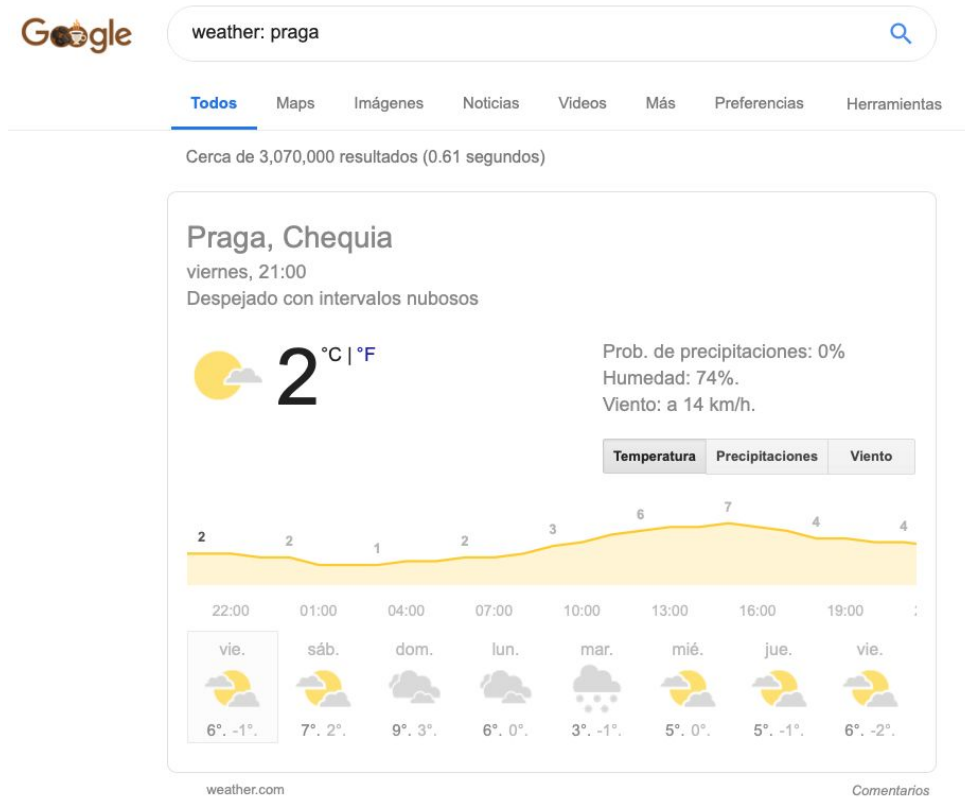 Google
weather: praga
Todos Maps Imágenes Noticias Videos Más Preferencias Herramientas
Cerca de 3,070,000 resultados (0.61 segundos)
Praga, Chequia
viernes, 21:00
Despejado con intervalos nubosos
2 °C | °F
Prob. de precipitaciones: 0%
Humedad: 74%.
Viento: a 14 km/h.
Temperatura Precipitaciones Viento
2 2 1 2 3 6 7 4 4
22:00 01:00 04:00 07:00 10:00 13:00 16:00 19:00
vie. sáb. dom. lun. mar. mié. jue. vie.
6°. -1°. 7°. 2°. 9°. 3°. 6°. 0°. 3°. -1°. 5°. 0°. 5°. -1°. 6°. -2°.
weather.com Comentarios